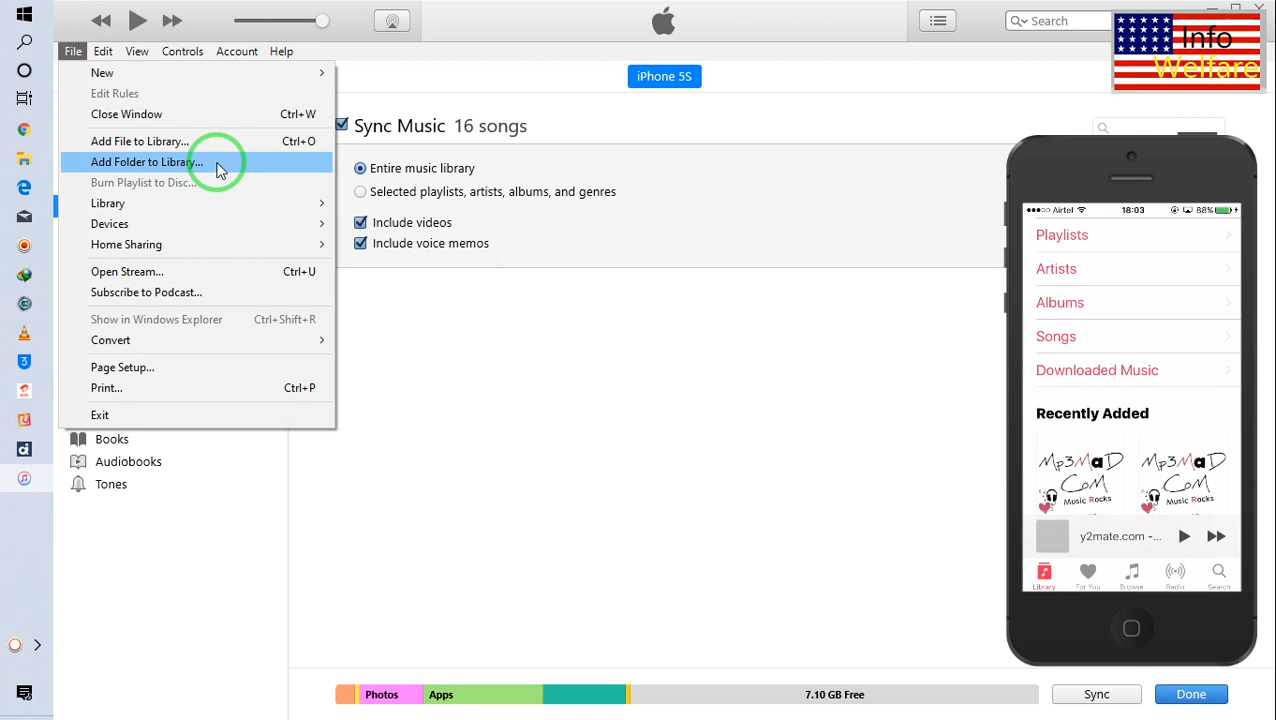 Search
Info
Welfare
File Edit View Controls Account Help
iPhone 5S
New
Edit Rules
Close Window Ctrl+W
Add File to Library... Ctrl+O
Add Folder to Library...
Burn Playlist to Disc...
Library
Devices
Home Sharing
Open Stream... Ctrl+U
Subscribe to Podcast...
Show in Windows Explorer Ctrl+Shift+R
Convert
Page Setup...
Print... Ctrl+P
Exit
Books
Audiobooks
Tones
Sync Music 16 songs
Entire music library
Selected playlists, artists, albums, and genres
Include videos
Include voice memos
Airtel 18:03 88%
Playlists
Artists
Albums
Songs
Downloaded Music
Recently Added
Mp3MaD Mp3MaD
CoM CoM
Music Rocks Music Rocks
y2mate.com -...
Library For You Browse Radio Search
Photos Apps 7.10 GB Free Sync Done